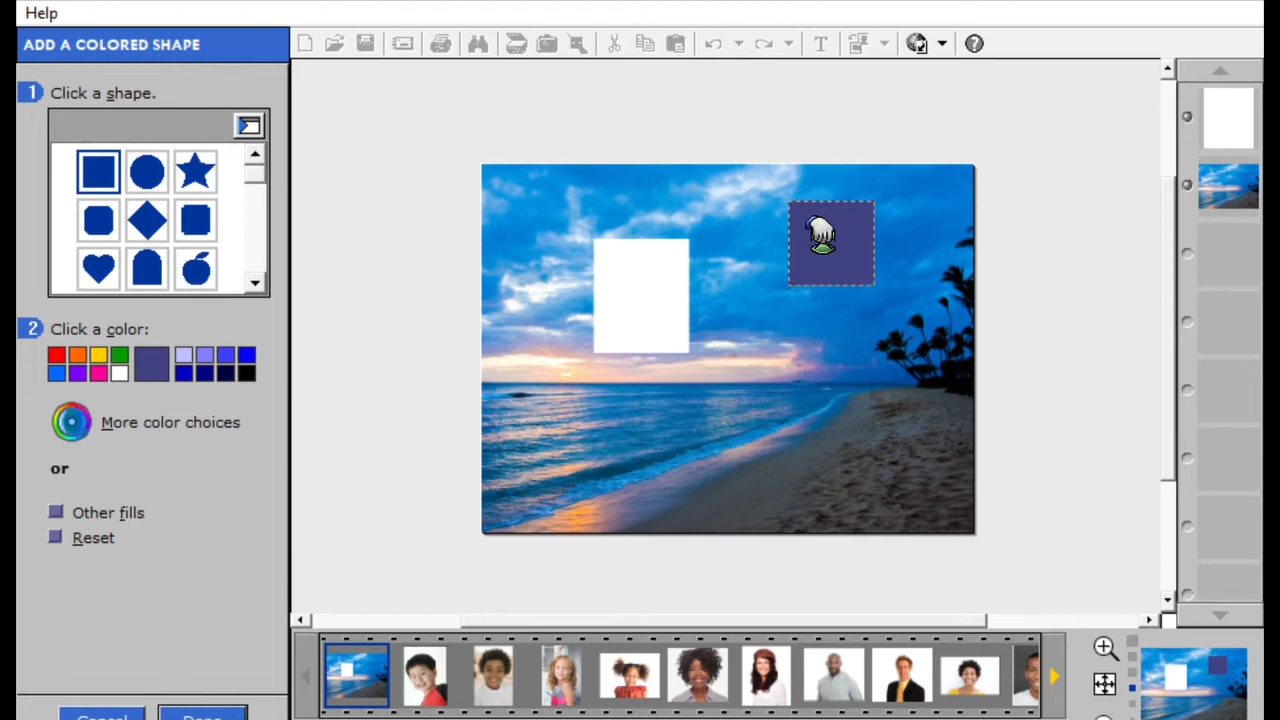 Help
ADD A COLORED SHAPE
1 Click a shape.
2 Click a color:
More color choices
or
Other fills
Reset
Cancel Done
T
?